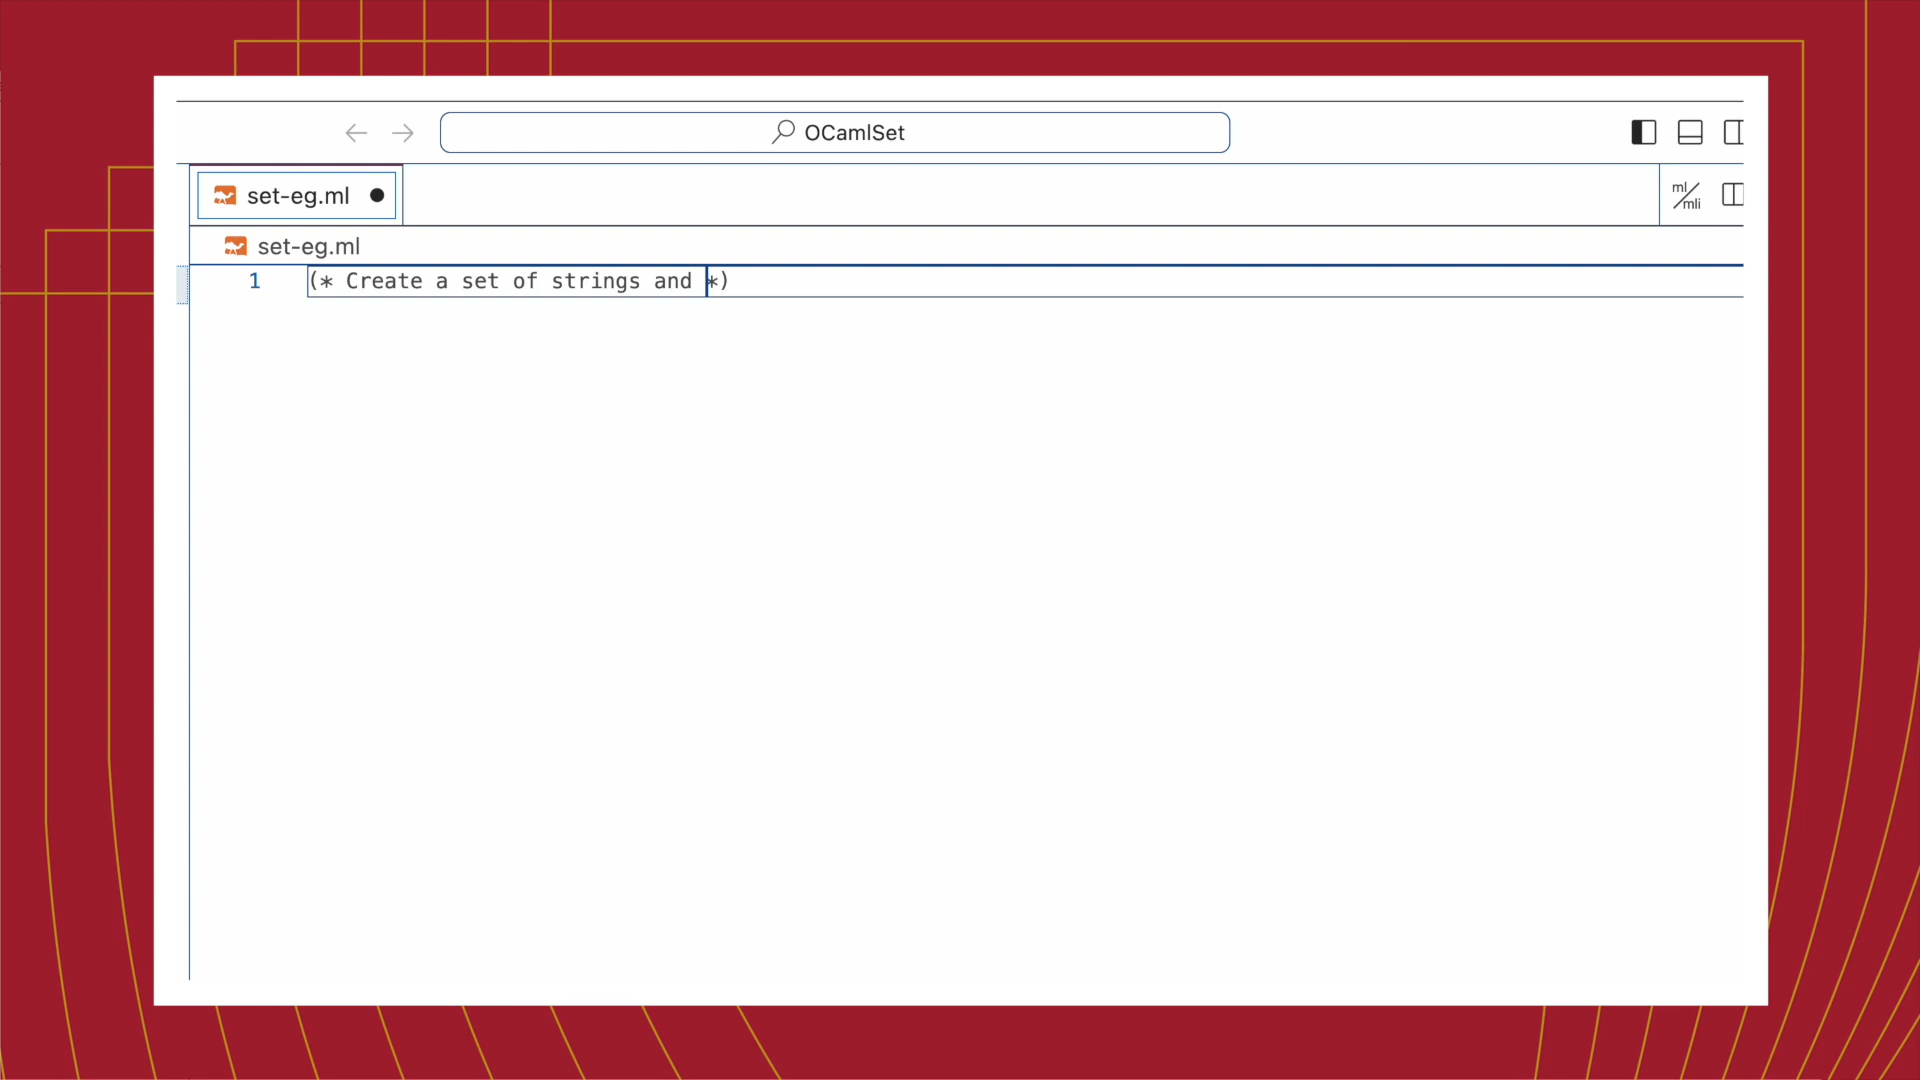 OCamlSet
set-eg.ml
ml/mli
set-eg.ml
1 (* Create a set of strings and *)